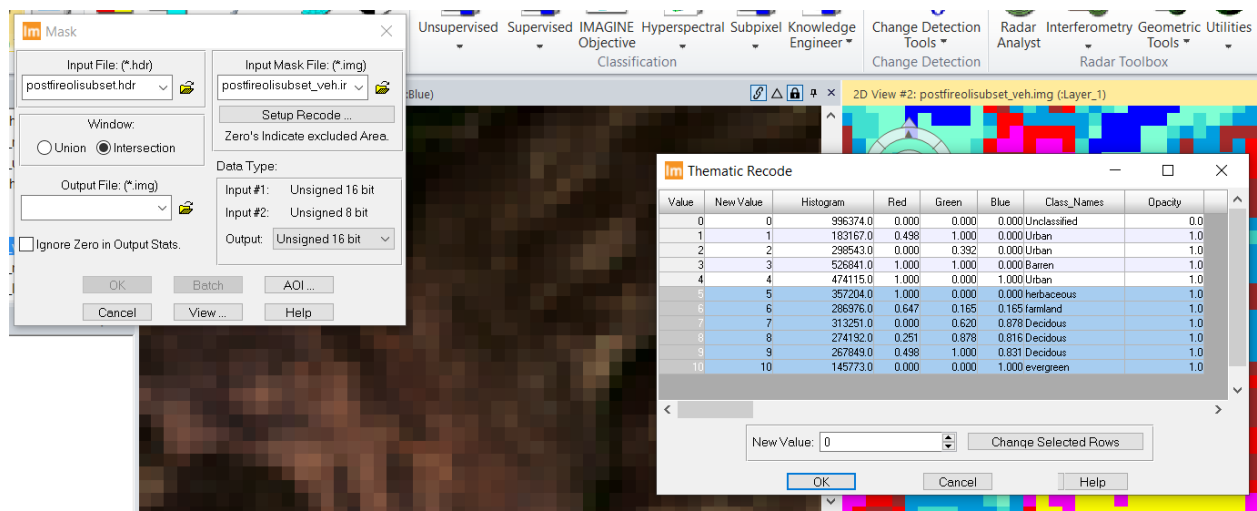 Unsupervised Supervised IMAGINE Hyperspectral Subpixel Knowledge Change Detection Radar Interferometry Geometric Utilities
Objective Engineer Tools Analyst Tools
Classification Change Detection Radar Toolbox
Im Mask
Input File: (*.hdr) Input Mask File: (*.img)
postfireolisubset.hdr postfireolisubset_veh.ir
Setup Recode ...
Window: Zero's Indicate excluded Area.
Union Intersection
Data Type:
Output File: (*.img) Input #1: Unsigned 16 bit
Input #2: Unsigned 8 bit
Ignore Zero in Output Stats. Output: Unsigned 16 bit
OK Batch AOI ...
Cancel View ... Help
:Blue)
2D View #2: postfireolisubset_veh.img (:Layer_1)
Im Thematic Recode
Value New Value Histogram Red Green Blue Class_Names Opacity
0 0 996374.0 0.000 0.000 0.000 Unclassified 0.0
1 1 183167.0 0.498 1.000 0.000 Urban 1.0
2 2 298543.0 0.000 0.392 0.000 Urban 1.0
3 3 526841.0 1.000 1.000 0.000 Barren 1.0
4 4 474115.0 1.000 0.000 1.000 Urban 1.0
5 5 357204.0 1.000 0.000 0.000 herbaceous 1.0
6 6 286976.0 0.647 0.165 0.165 farmland 1.0
7 7 313251.0 0.000 0.620 0.878 Decidous 1.0
8 8 274192.0 0.251 0.878 0.816 Decidous 1.0
9 9 267849.0 0.498 1.000 0.831 Decidous 1.0
10 10 145773.0 0.000 0.000 1.000 evergreen 1.0
New Value: 0 Change Selected Rows
OK Cancel Help